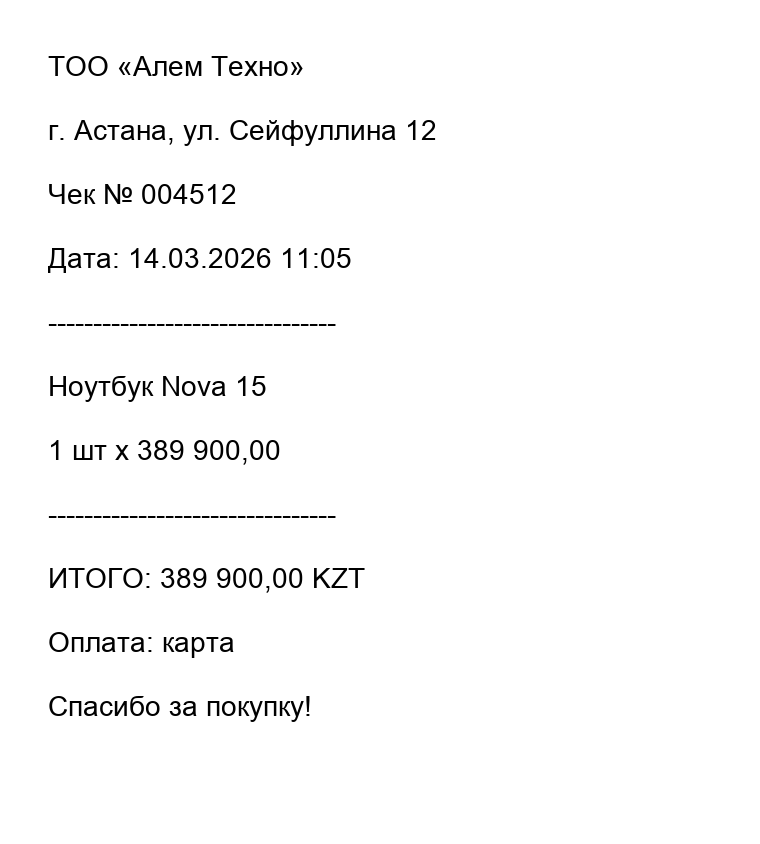 ТОО «Алем Техно»
г. Астана, ул. Сейфуллина 12
Чек № 004512
Дата: 14.03.2026 11:05
--------------------------------
Ноутбук Nova 15
1 шт x 389 900,00
--------------------------------
ИТОГО: 389 900,00 KZT
Оплата: карта
Спасибо за покупку!